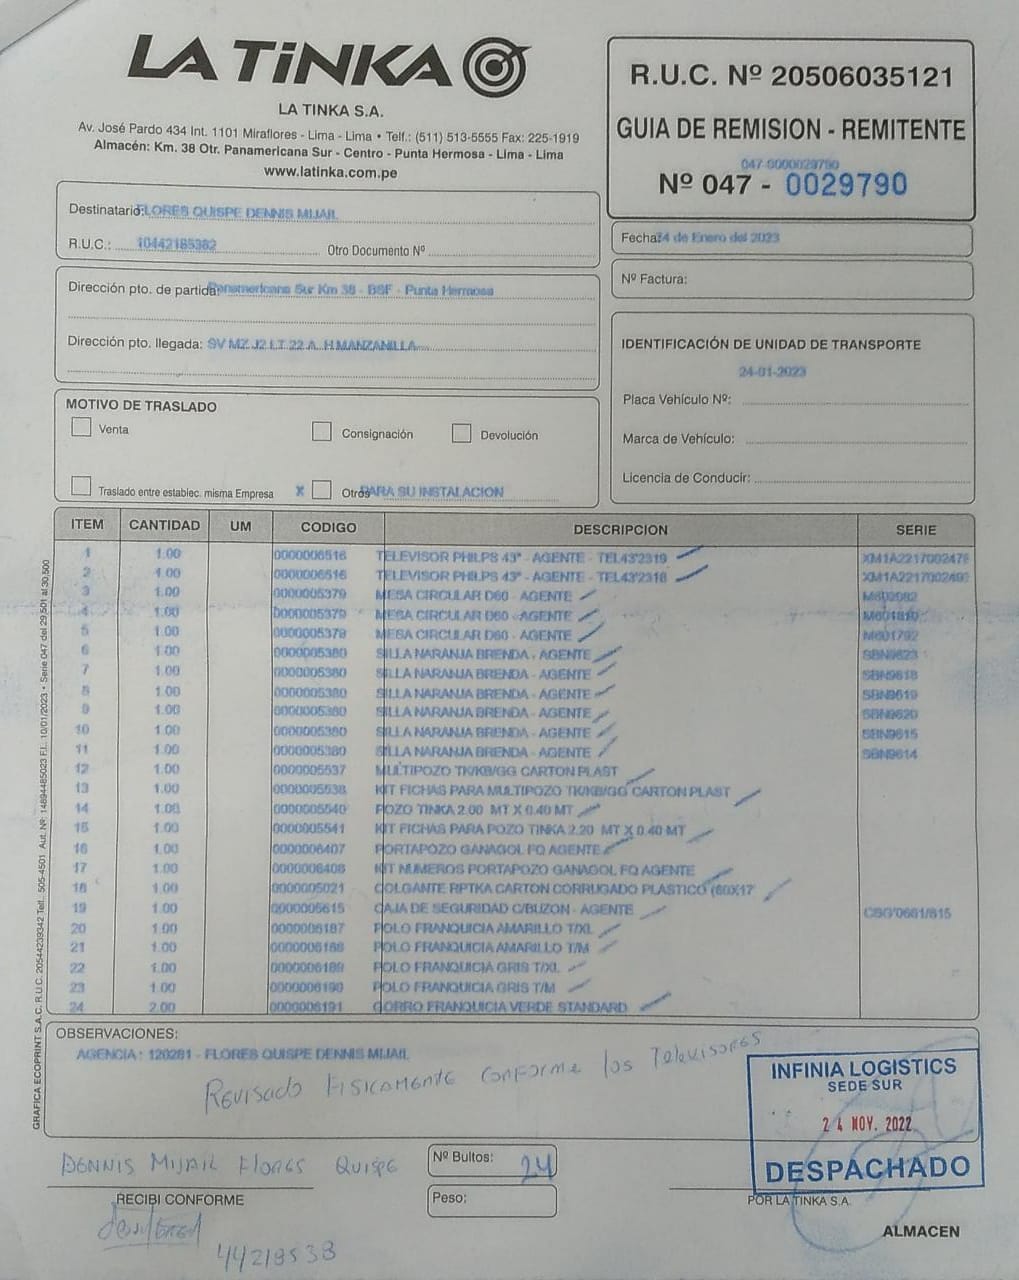 LA TiNKA
LA TINKA S.A.
Av. José Pardo 434 Int. 1101 Miraflores - Lima - Lima • Telf.: (511) 513-5555 Fax: 225-1919
Almacén: Km. 38 Otr. Panamericana Sur - Centro - Punta Hermosa - Lima - Lima
www.latinka.com.pe
R.U.C. Nº 20506035121
GUIA DE REMISION - REMITENTE
047-0000029790
Nº 047 - 0029790
Destinatario: FLORES QUISPE DENNIS MIJAIL
R.U.C.: 10442185382 Otro Documento Nº
Fecha: 24 de Enero del 2023
Nº Factura:
Dirección pto. de partida: Panamericana Sur Km 38 - BSF - Punta Hermosa
Dirección pto. llegada: SV MZ J2 LT 22 A. H MANZANILLA
IDENTIFICACIÓN DE UNIDAD DE TRANSPORTE
24-01-2023
Placa Vehículo Nº:
Marca de Vehículo:
Licencia de Conducir:
MOTIVO DE TRASLADO
Venta Consignación Devolución
Traslado entre establec. misma Empresa X Otros PARA SU INSTALACION
ITEM CANTIDAD UM CODIGO DESCRIPCION SERIE
1 1.00 0000006516 TELEVISOR PHILPS 43" - AGENTE - TEL43'2319
2 1.00 0000006516 TELEVISOR PHILPS 43" - AGENTE - TEL43'2318
3 1.00 0000005379 MESA CIRCULAR D60 - AGENTE
4 1.00 0000005379 MESA CIRCULAR D60 - AGENTE
5 1.00 0000005379 MESA CIRCULAR D60 - AGENTE M601792
6 1.00 0000005380 SILLA NARANJA BRENDA - AGENTE SBN9623
7 1.00 0000005380 SILLA NARANJA BRENDA - AGENTE SBN9618
8 1.00 0000005380 SILLA NARANJA BRENDA - AGENTE SBN9619
9 1.00 0000005380 SILLA NARANJA BRENDA - AGENTE SBN9620
10 1.00 0000005380 SILLA NARANJA BRENDA - AGENTE SBN9615
11 1.00 0000005380 SILLA NARANJA BRENDA - AGENTE SBN9614
12 1.00 0000005537 MULTIPOZO TK/KB/GG CARTON PLAST
13 1.00 0000005538 KIT FICHAS PARA MULTIPOZO TK/KB/GG CARTON PLAST
14 1.00 0000005540 POZO TINKA 2.00 MT X 0.40 MT
15 1.00 0000005541 KIT FICHAS PARA POZO TINKA 2.20 MT X 0.40 MT
16 1.00 0000006407 PORTAPOZO GANAGOL FQ AGENTE
17 1.00 0000006408 KIT NUMEROS PORTAPOZO GANAGOL FQ AGENTE
18 1.00 0000005021 COLGANTE RPTKA CARTON CORRUGADO PLASTICO (60X17
19 1.00 0000005615 CAJA DE SEGURIDAD C/BUZON - AGENTE CBG/0661/615
20 1.00 0000006187 POLO FRANQUICIA AMARILLO T/XL
21 1.00 0000006188 POLO FRANQUICIA AMARILLO T/M
22 1.00 0000006189 POLO FRANQUICIA GRIS T/XL
23 1.00 0000006190 POLO FRANQUICIA GRIS T/M
24 2.00 0000006191 GORRO FRANQUICIA VERDE STANDARD
GRAFICA ECOPRINT S.A.C. R.U.C. 20544239342 Telf.: 505-4501 Aut. Nº: 14894485023 F.I.: 10/01/2023 • Serie 047 del 29,501 al 30,500
OBSERVACIONES:
AGENCIA: 120281 - FLORES QUISPE DENNIS MIJAIL
Revisado Fisicamente conforme los Televisores
INFINIA LOGISTICS
SEDE SUR
24 NOV. 2022
DESPACHADO
DENNIS MIJAIL Flores Quispe
Nº Bultos: 24
RECIBI CONFORME
Peso:
POR LA TINKA S.A.
44218538
ALMACEN